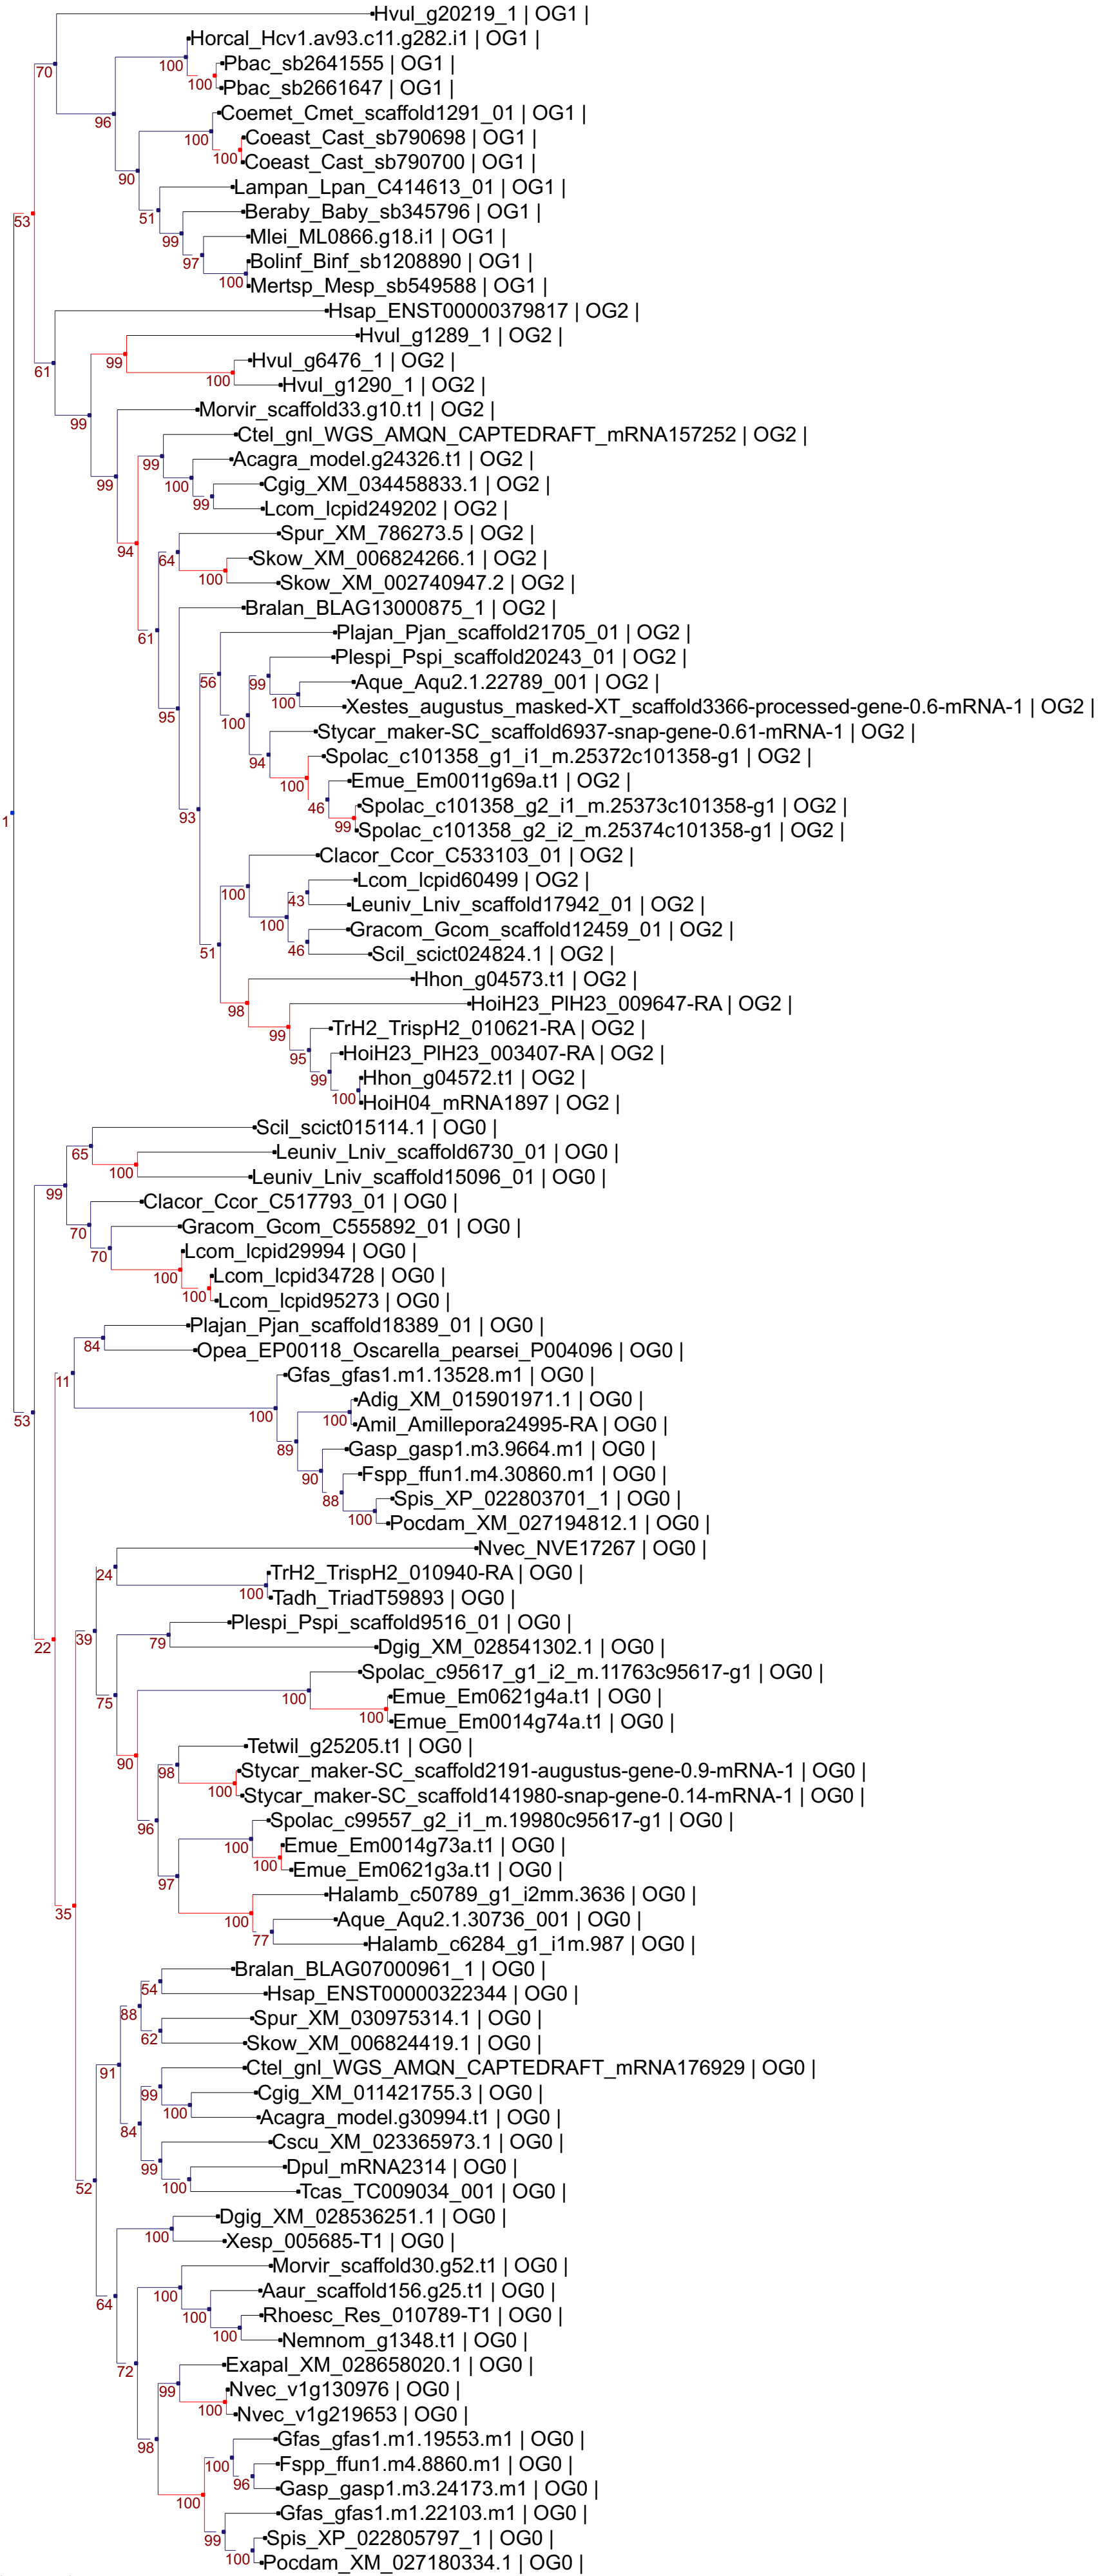 Hvul_g20219_1 | OG1 |
Horcal_Hcv1.av93.c11.g282.i1 | OG1 |
100
Pbac_sb2641555 | OG1 |
70
100
Pbac_sb2661647 | OG1 |
Coemet_Cmet_scaffold1291_01 | OG1 |
96
100
Coeast_Cast_sb790698 | OG1 |
100
Coeast_Cast_sb790700 | OG1 |
90
Lampan_Lpan_C414613_01 | OG1 |
51
Beraby_Baby_sb345796 | OG1 |
53
99
Mlei_ML0866.g18.i1 | OG1 |
97
Bolinf_Binf_sb1208890 | OG1 |
100
Mertsp_Mesp_sb549588 | OG1 |
Hsap_ENST00000379817 | OG2 |
Hvul_g1289_1 | OG2 |
99
Hvul_g6476_1 | OG2 |
61
100
Hvul_g1290_1 | OG2 |
Morvir_scaffold33.g10.t1 | OG2 |
99
Ctel_gnl_WGS_AMQN_CAPTEDRAFT_mRNA157252 | OG2 |
99
Acagra_model.g24326.t1 | OG2 |
99
100
Cgig_XM_034458833.1 | OG2 |
99
Lcom_lcpid249202 | OG2 |
Spur_XM_786273.5 | OG2 |
94
64
Skow_XM_006824266.1 | OG2 |
100
Skow_XM_002740947.2 | OG2 |
Bralan_BLAG13000875_1 | OG2 |
61
Plajan_Pjan_scaffold21705_01 | OG2 |
Plespi_Pspi_scaffold20243_01 | OG2 |
56
99
Aque_Aqu2.1.22789_001 | OG2 |
100
Xestes_augustus_masked-XT_scaffold3366-processed-gene-0.6-mRNA-1 | OG2 |
95
100
Stycar_maker-SC_scaffold6937-snap-gene-0.61-mRNA-1 | OG2 |
94
Spolac_c101358_g1_i1_m.25372c101358-g1 | OG2 |
100
Emue_Em0011g69a.t1 | OG2 |
46
Spolac_c101358_g2_i1_m.25373c101358-g1 | OG2 |
1
93
99
Spolac_c101358_g2_i2_m.25374c101358-g1 | OG2 |
Clacor_Ccor_C533103_01 | OG2 |
Lcom_lcpid60499 | OG2 |
100
43
Leuniv_Lniv_scaffold17942_01 | OG2 |
100
Gracom_Gcom_scaffold12459_01 | OG2 |
51
46
Scil_scict024824.1 | OG2 |
Hhon_g04573.t1 | OG2 |
98
HoiH23_PlH23_009647-RA | OG2 |
99
TrH2_TrispH2_010621-RA | OG2 |
95
HoiH23_PlH23_003407-RA | OG2 |
99
Hhon_g04572.t1 | OG2 |
100
HoiH04_mRNA1897 | OG2 |
Scil_scict015114.1 | OG0 |
65
Leuniv_Lniv_scaffold6730_01 | OG0 |
100
Leuniv_Lniv_scaffold15096_01 | OG0 |
99
Clacor_Ccor_C517793_01 | OG0 |
70
Gracom_Gcom_C555892_01 | OG0 |
70
Lcom_lcpid29994 | OG0 |
100
Lcom_lcpid34728 | OG0 |
100
Lcom_lcpid95273 | OG0 |
Plajan_Pjan_scaffold18389_01 | OG0 |
84
Opea_EP00118_Oscarella_pearsei_P004096 | OG0 |
11
Gfas_gfas1.m1.13528.m1 | OG0 |
Adig_XM_015901971.1 | OG0 |
53
100
100
Amil_Amillepora24995-RA | OG0 |
89
Gasp_gasp1.m3.9664.m1 | OG0 |
90
Fspp_ffun1.m4.30860.m1 | OG0 |
88
Spis_XP_022803701_1 | OG0 |
100
Pocdam_XM_027194812.1 | OG0 |
Nvec_NVE17267 | OG0 |
24
TrH2_TrispH2_010940-RA | OG0 |
100
Tadh_TriadT59893 | OG0 |
Plespi_Pspi_scaffold9516_01 | OG0 |
22
39
79
Dgig_XM_028541302.1 | OG0 |
Spolac_c95617_g1_i2_m.11763c95617-g1 | OG0 |
75
100
Emue_Em0621g4a.t1 | OG0 |
100
Emue_Em0014g74a.t1 | OG0 |
Tetwil_g25205.t1 | OG0 |
90
98
Stycar_maker-SC_scaffold2191-augustus-gene-0.9-mRNA-1 | OG0 |
100
Stycar_maker-SC_scaffold141980-snap-gene-0.14-mRNA-1 | OG0 |
96
Spolac_c99557_g2_i1_m.19980c95617-g1 | OG0 |
100
Emue_Em0014g73a.t1 | OG0 |
100
Emue_Em0621g3a.t1 | OG0 |
97
Halamb_c50789_g1_i2mm.3636 | OG0 |
35
100
Aque_Aqu2.1.30736_001 | OG0 |
77
Halamb_c6284_g1_i1m.987 | OG0 |
Bralan_BLAG07000961_1 | OG0 |
54
Hsap_ENST00000322344 | OG0 |
88
Spur_XM_030975314.1 | OG0 |
62
Skow_XM_006824419.1 | OG0 |
91
Ctel_gnl_WGS_AMQN_CAPTEDRAFT_mRNA176929 | OG0 |
99
Cgig_XM_011421755.3 | OG0 |
100
Acagra_model.g30994.t1 | OG0 |
84
Cscu_XM_023365973.1 | OG0 |
99
Dpul_mRNA2314 | OG0 |
52
100
Tcas_TC009034_001 | OG0 |
Dgig_XM_028536251.1 | OG0 |
100
Xesp_005685-T1 | OG0 |
Morvir_scaffold30.g52.t1 | OG0 |
64
100
Aaur_scaffold156.g25.t1 | OG0 |
100
Rhoesc_Res_010789-T1 | OG0 |
100
Nemnom_g1348.t1 | OG0 |
72
Exapal_XM_028658020.1 | OG0 |
99
Nvec_v1g130976 | OG0 |
100
Nvec_v1g219653 | OG0 |
98
Gfas_gfas1.m1.19553.m1 | OG0 |
100
Fspp_ffun1.m4.8860.m1 | OG0 |
96
Gasp_gasp1.m3.24173.m1 | OG0 |
100
Gfas_gfas1.m1.22103.m1 | OG0 |
99
Spis_XP_022805797_1 | OG0 |
100
Pocdam_XM_027180334.1 | OG0 |